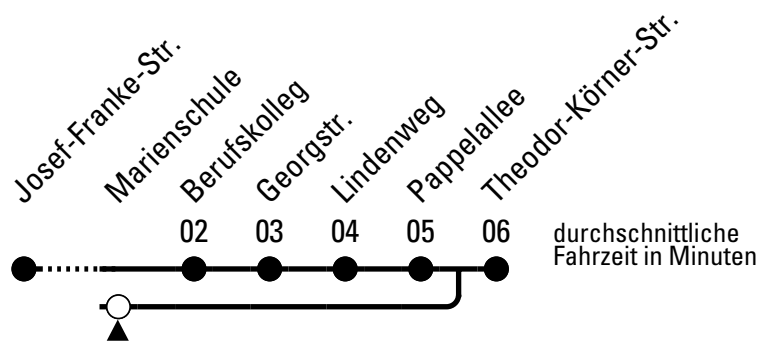 Josef-Franke-Str.
Marienschule
Berufskolleg
Georgstr.
Lindenweg
Pappelallee
Theodor-Körner-Str.
02 03 04 05 06
durchschnittliche
Fahrzeit in Minuten